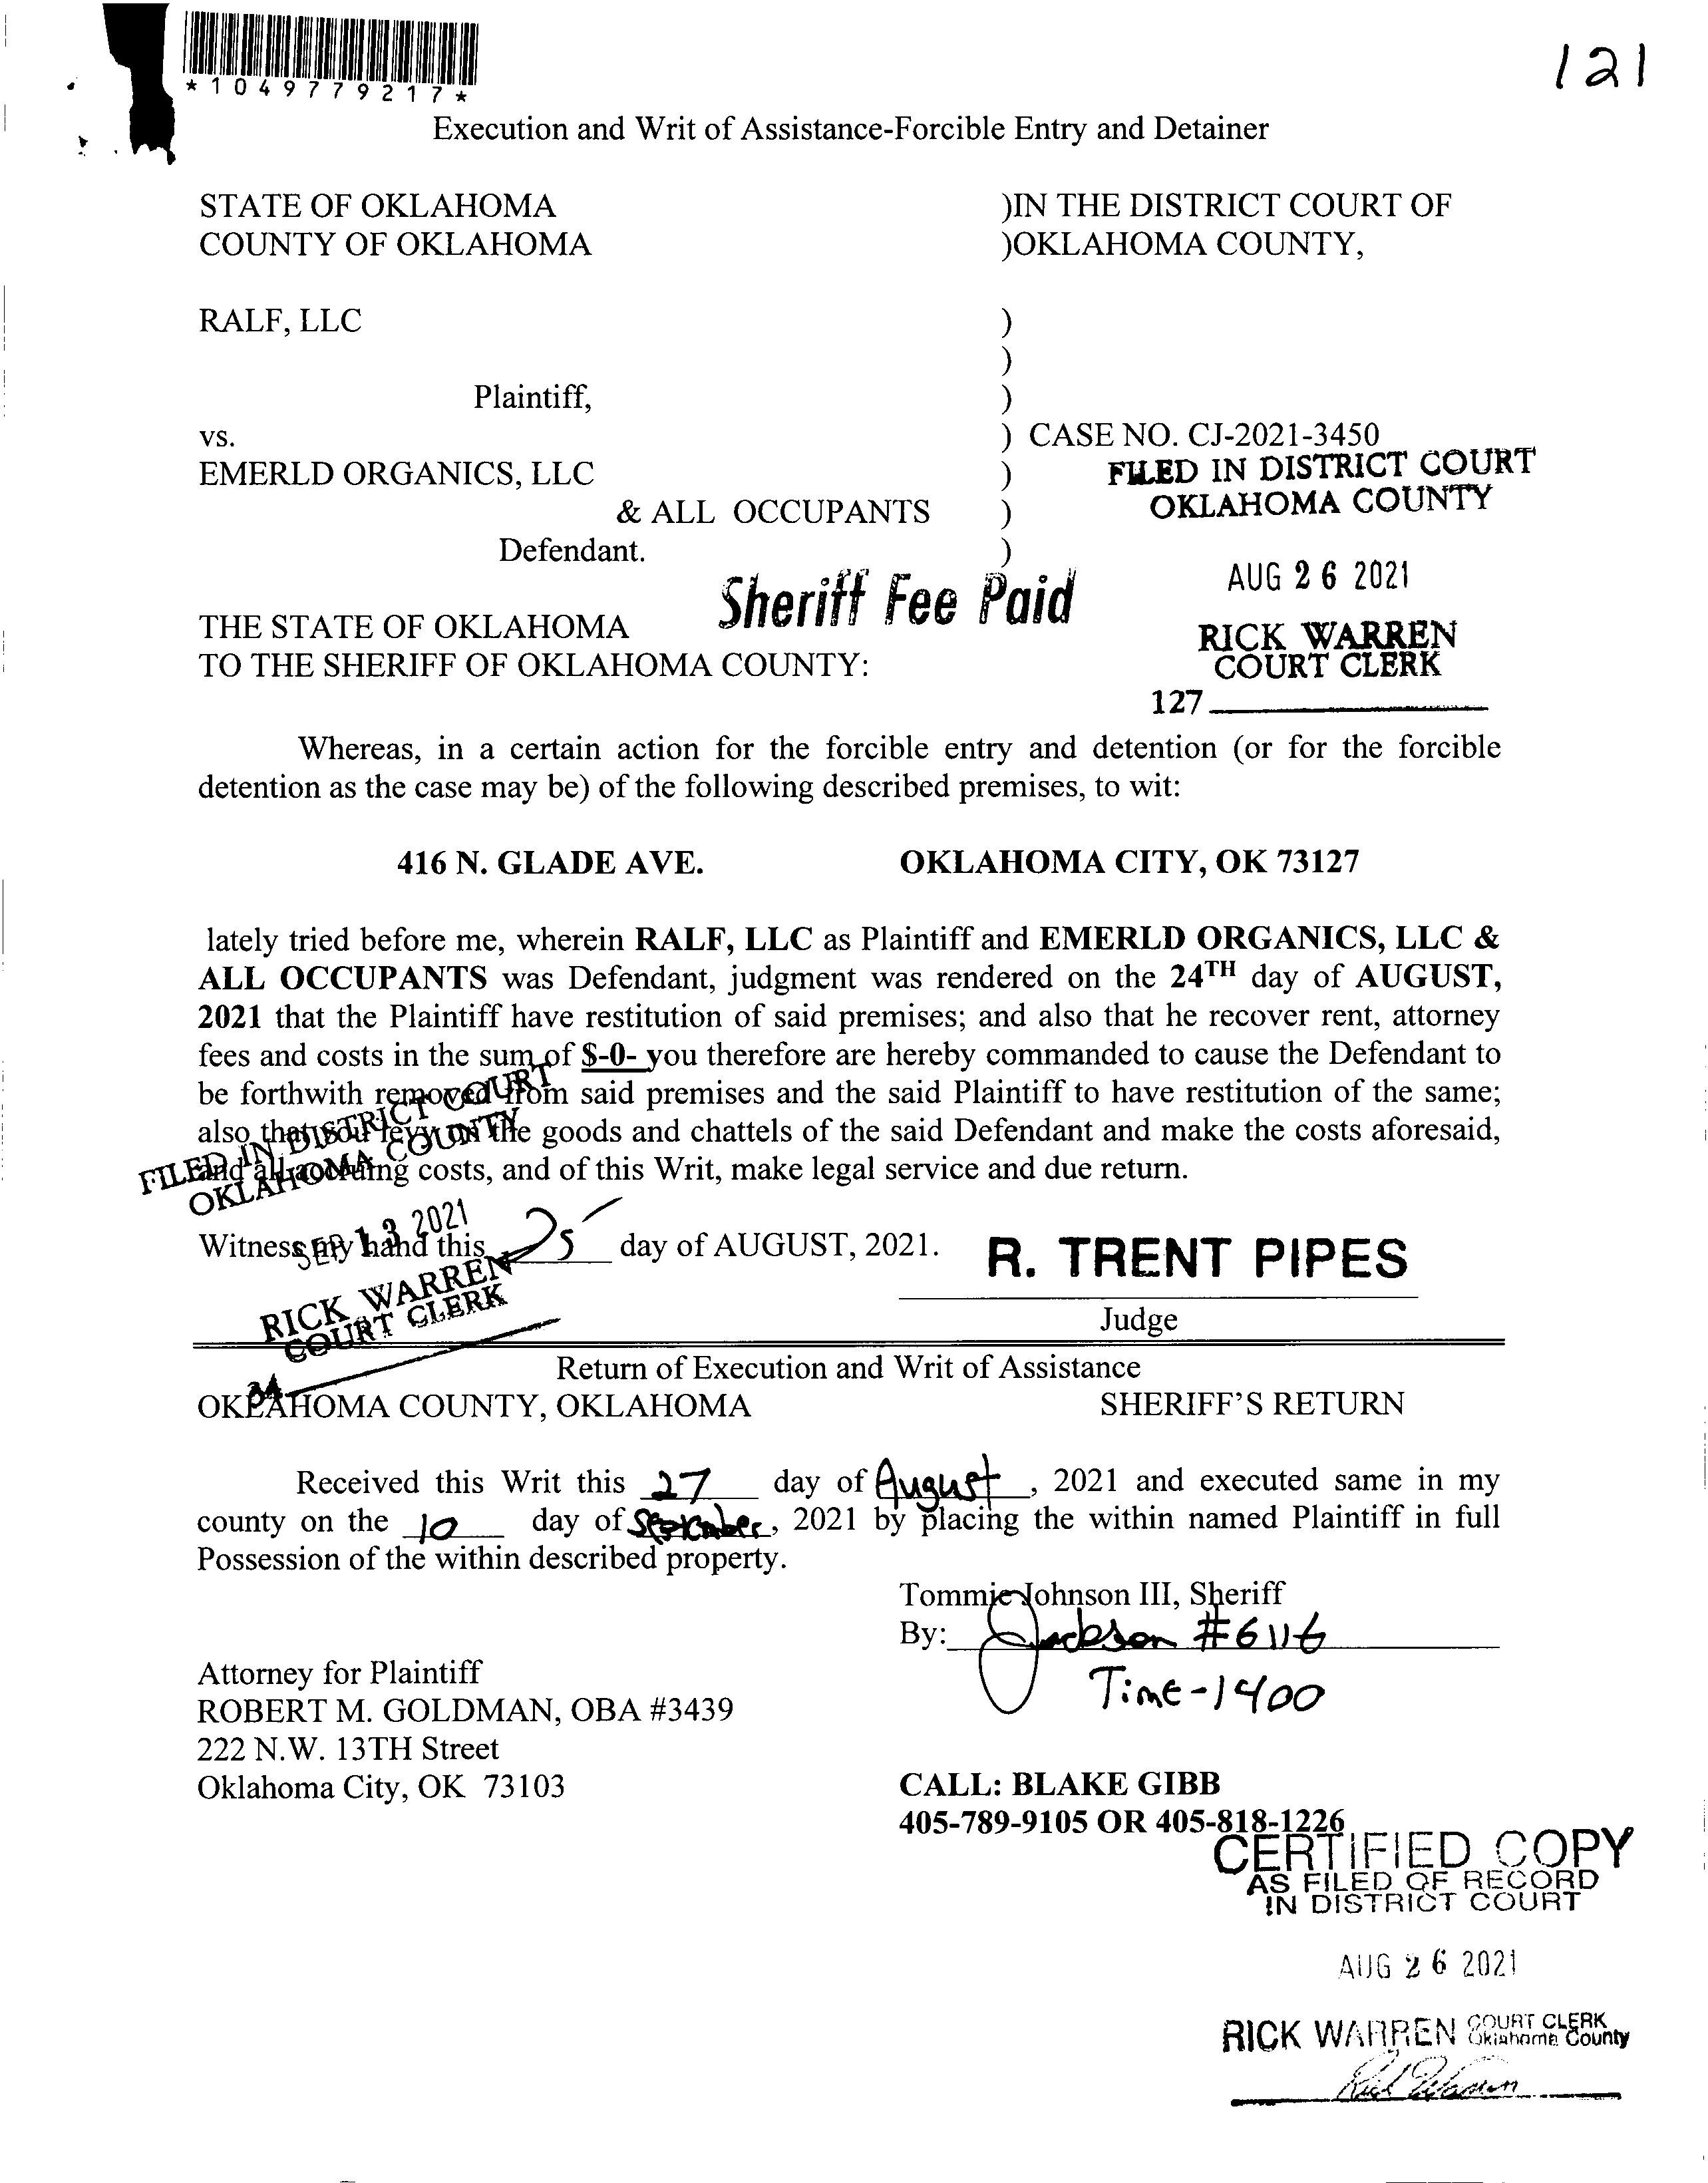 *1049779217*
121
Execution and Writ of Assistance-Forcible Entry and Detainer
STATE OF OKLAHOMA )IN THE DISTRICT COURT OF
COUNTY OF OKLAHOMA )OKLAHOMA COUNTY,
RALF, LLC )
)
Plaintiff, )
vs. ) CASE NO. CJ-2021-3450
EMERLD ORGANICS, LLC )
FILED IN DISTRICT COURT
OKLAHOMA COUNTY
& ALL OCCUPANTS )
Defendant. )
AUG 26 2021
Sheriff Fee Paid
THE STATE OF OKLAHOMA
TO THE SHERIFF OF OKLAHOMA COUNTY:
RICK WARREN
COURT CLERK
127
Whereas, in a certain action for the forcible entry and detention (or for the forcible
detention as the case may be) of the following described premises, to wit:
416 N. GLADE AVE. OKLAHOMA CITY, OK 73127
lately tried before me, wherein RALF, LLC as Plaintiff and EMERLD ORGANICS, LLC &
ALL OCCUPANTS was Defendant, judgment was rendered on the 24TH day of AUGUST,
2021 that the Plaintiff have restitution of said premises; and also that he recover rent, attorney
fees and costs in the sum of $-0- you therefore are hereby commanded to cause the Defendant to
be forthwith removed from said premises and the said Plaintiff to have restitution of the same;
also that you levy on the goods and chattels of the said Defendant and make the costs aforesaid,
and all accruing costs, and of this Writ, make legal service and due return.
FILED IN DISTRICT COURT
OKLAHOMA COUNTY
SEP 13 2021
RICK WARREN
COURT CLERK
Witness my hand this 25 day of AUGUST, 2021.
R. TRENT PIPES
Judge
Return of Execution and Writ of Assistance
OKLAHOMA COUNTY, OKLAHOMA SHERIFF'S RETURN
Received this Writ this 27 day of August, 2021 and executed same in my
county on the 10 day of September, 2021 by placing the within named Plaintiff in full
Possession of the within described property.
Tommie Johnson III, Sheriff
By: Jackson #6116
Time-1400
Attorney for Plaintiff
ROBERT M. GOLDMAN, OBA #3439
222 N.W. 13TH Street
Oklahoma City, OK 73103
CALL: BLAKE GIBB
405-789-9105 OR 405-818-1226
CERTIFIED COPY
AS FILED OF RECORD
IN DISTRICT COURT
AUG 26 2021
RICK WARREN COURT CLERK
Oklahoma County
Rick Warren